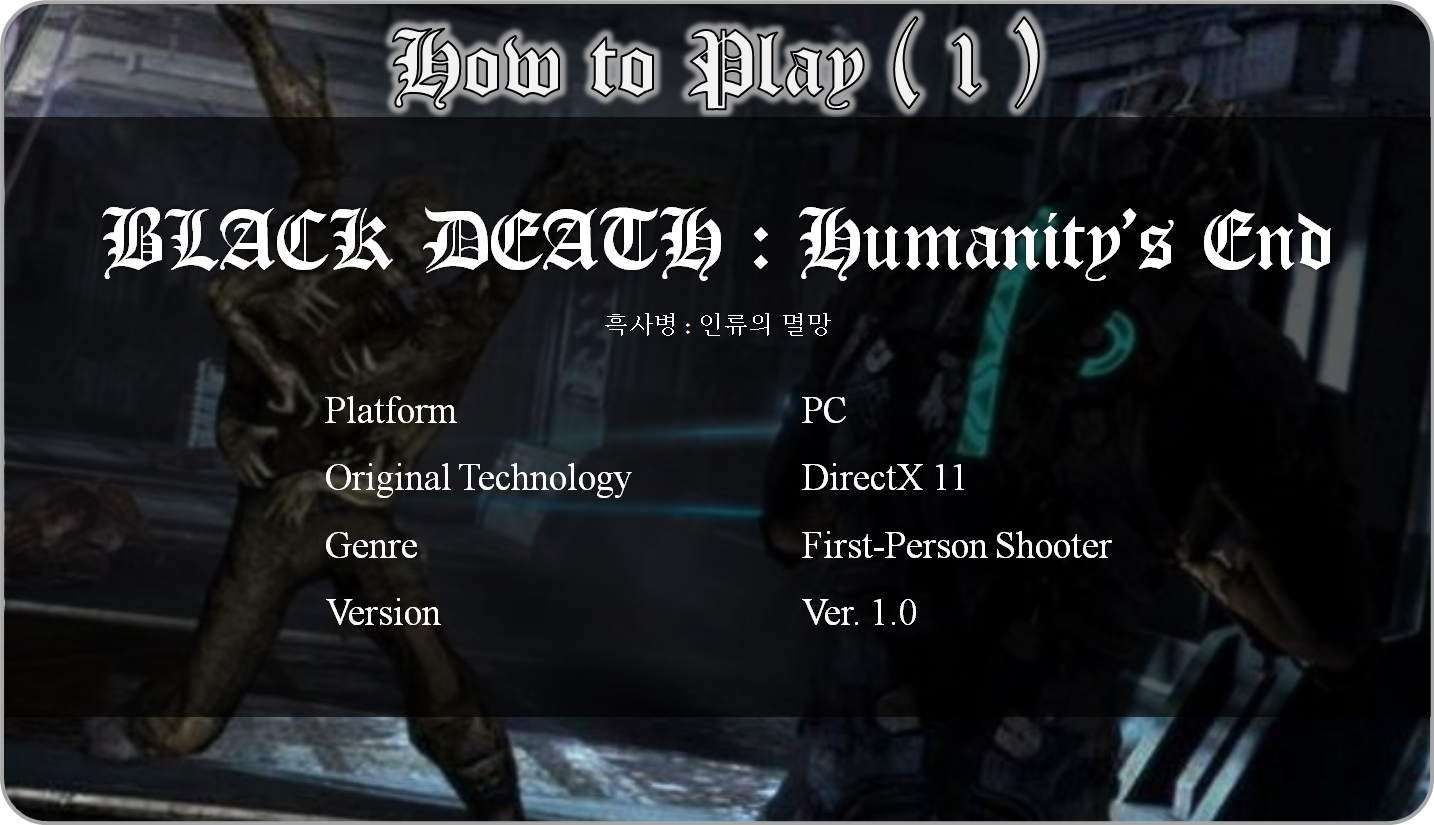 How to Play ( 1 )
BLACK DEATH : Humanity's End
흑사병 : 인류의 멸망
Platform PC
Original Technology DirectX 11
Genre First-Person Shooter
Version Ver. 1.0